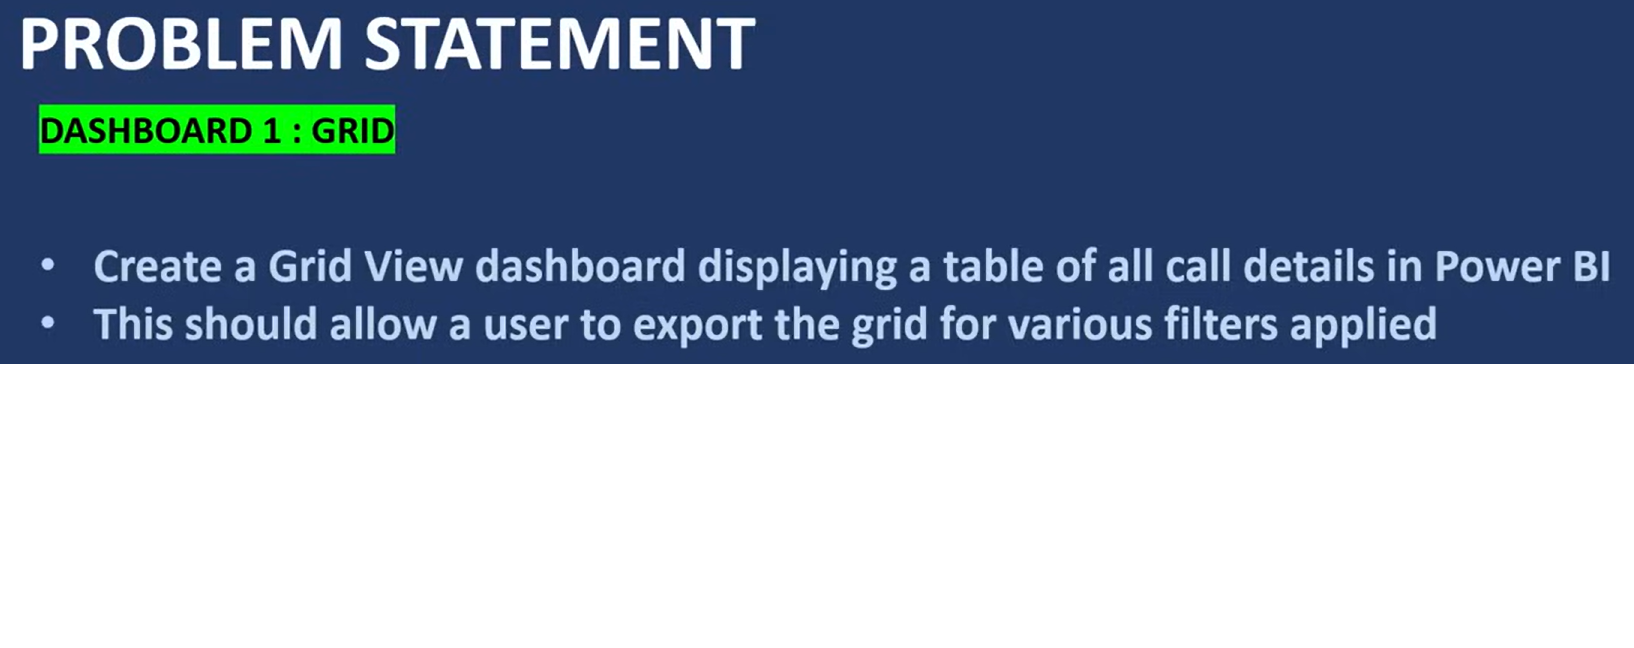 PROBLEM STATEMENT
DASHBOARD 1 : GRID
• Create a Grid View dashboard displaying a table of all call details in Power BI
• This should allow a user to export the grid for various filters applied